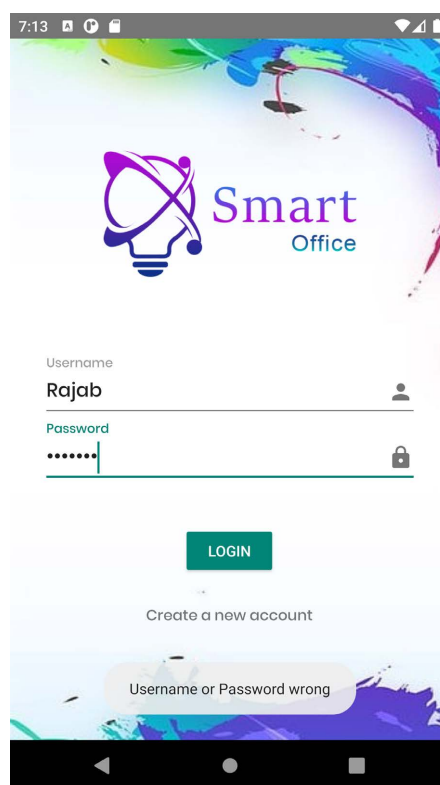 7:13
Smart
Office
Username
Rajab
Password
•••••••
LOGIN
Create a new account
Username or Password wrong